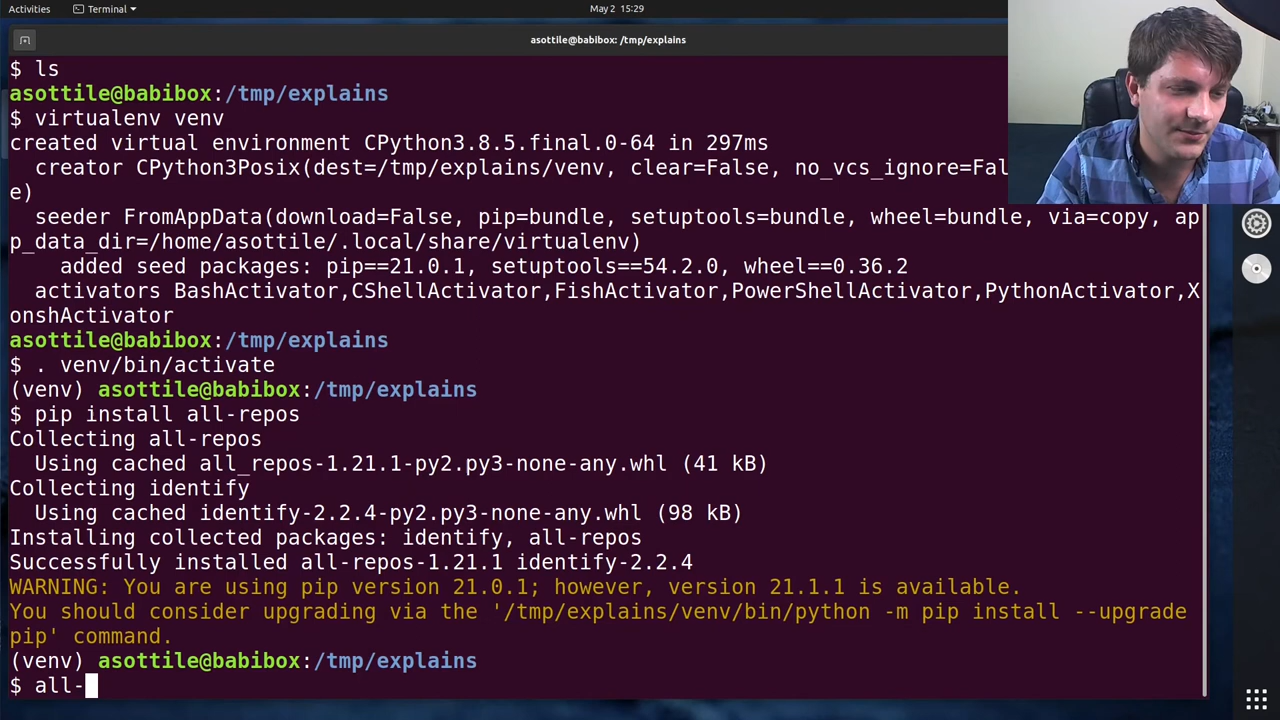 Activities Terminal May 2 15:29
asottile@babibox: /tmp/explains
$ ls
asottile@babibox:/tmp/explains
$ virtualenv venv
created virtual environment CPython3.8.5.final.0-64 in 297ms
  creator CPython3Posix(dest=/tmp/explains/venv, clear=False, no_vcs_ignore=Fal
e)
  seeder FromAppData(download=False, pip=bundle, setuptools=bundle, wheel=bundle, via=copy, ap
p_data_dir=/home/asottile/.local/share/virtualenv)
    added seed packages: pip==21.0.1, setuptools==54.2.0, wheel==0.36.2
  activators BashActivator,CShellActivator,FishActivator,PowerShellActivator,PythonActivator,X
onshActivator
asottile@babibox:/tmp/explains
$ . venv/bin/activate
(venv) asottile@babibox:/tmp/explains
$ pip install all-repos
Collecting all-repos
  Using cached all_repos-1.21.1-py2.py3-none-any.whl (41 kB)
Collecting identify
  Using cached identify-2.2.4-py2.py3-none-any.whl (98 kB)
Installing collected packages: identify, all-repos
Successfully installed all-repos-1.21.1 identify-2.2.4
WARNING: You are using pip version 21.0.1; however, version 21.1.1 is available.
You should consider upgrading via the '/tmp/explains/venv/bin/python -m pip install --upgrade
pip' command.
(venv) asottile@babibox:/tmp/explains
$ all-